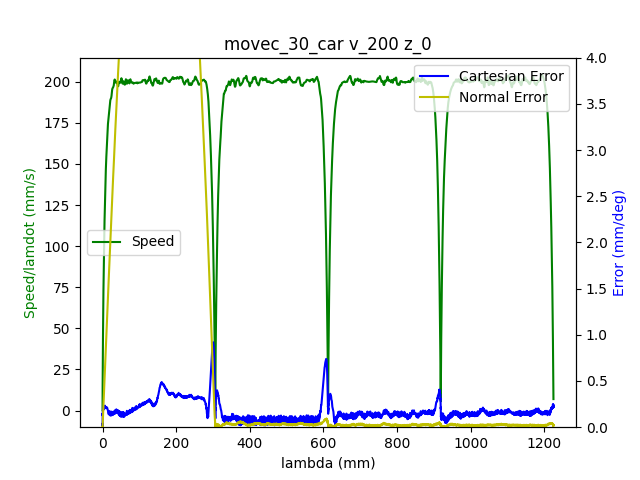 movec_30_car v_200 z_0
Cartesian Error
Normal Error
Speed
Speed/lamdot (mm/s)
200
175
150
125
100
75
50
25
0
4.0
3.5
3.0
2.5
2.0
1.5
1.0
0.5
0.0
Error (mm/deg)
0 200 400 600 800 1000 1200
lambda (mm)